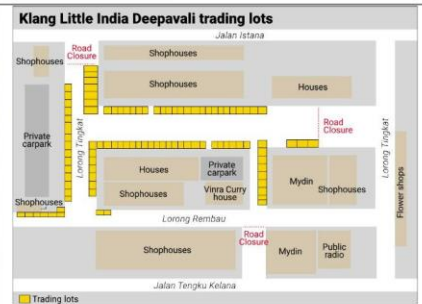 Klang Little India Deepavali trading lots
Jalan Istana
Road
Closure
Shophouses
Shophouses
Shophouses
Houses
Private
carpark
Lorong Tingkat
Road
Closure
Lorong Tingkat
Houses
Private
carpark
Mydin
Shophouses
Shophouses
Vinra Curry
house
Shophouses
Flower shops
Lorong Rembau
Road
Closure
Shophouses
Mydin
Public
radio
Jalan Tengku Kelana
Trading lots